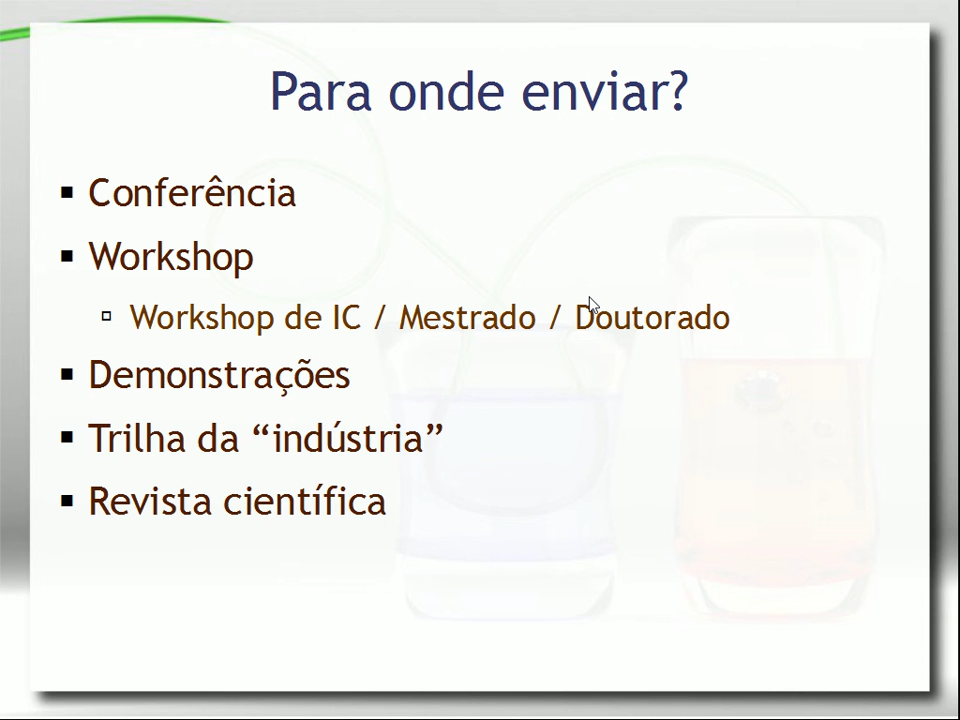 Para onde enviar?
Conferência
Workshop
Workshop de IC / Mestrado / Doutorado
Demonstrações
Trilha da “indústria”
Revista científica